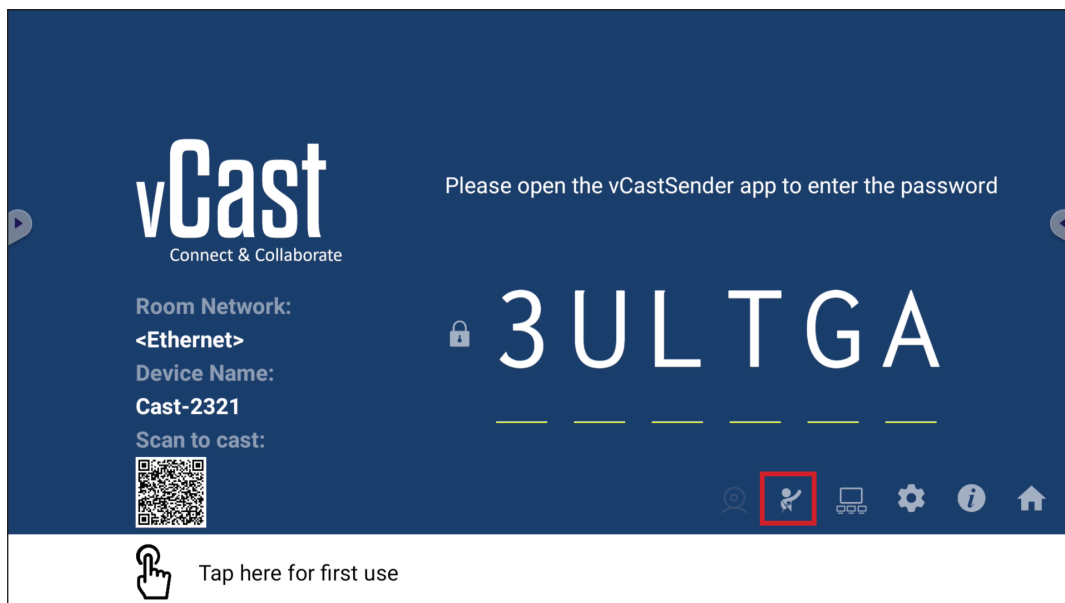 vCast
Connect & Collaborate
Please open the vCastSender app to enter the password
Room Network:
<Ethernet>
Device Name:
Cast-2321
Scan to cast:
3ULTGA
Tap here for first use